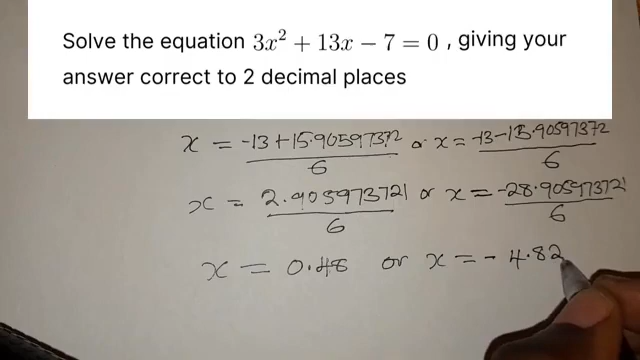 Solve the equation 3x² + 13x − 7 = 0 , giving your
answer correct to 2 decimal places
x = -13 + 15.90597372 / 6 or x = -13 - 15.90597372 / 6
x = 2.905973721 / 6 or x = -28.905973721 / 6
x = 0.48 or x = - 4.82